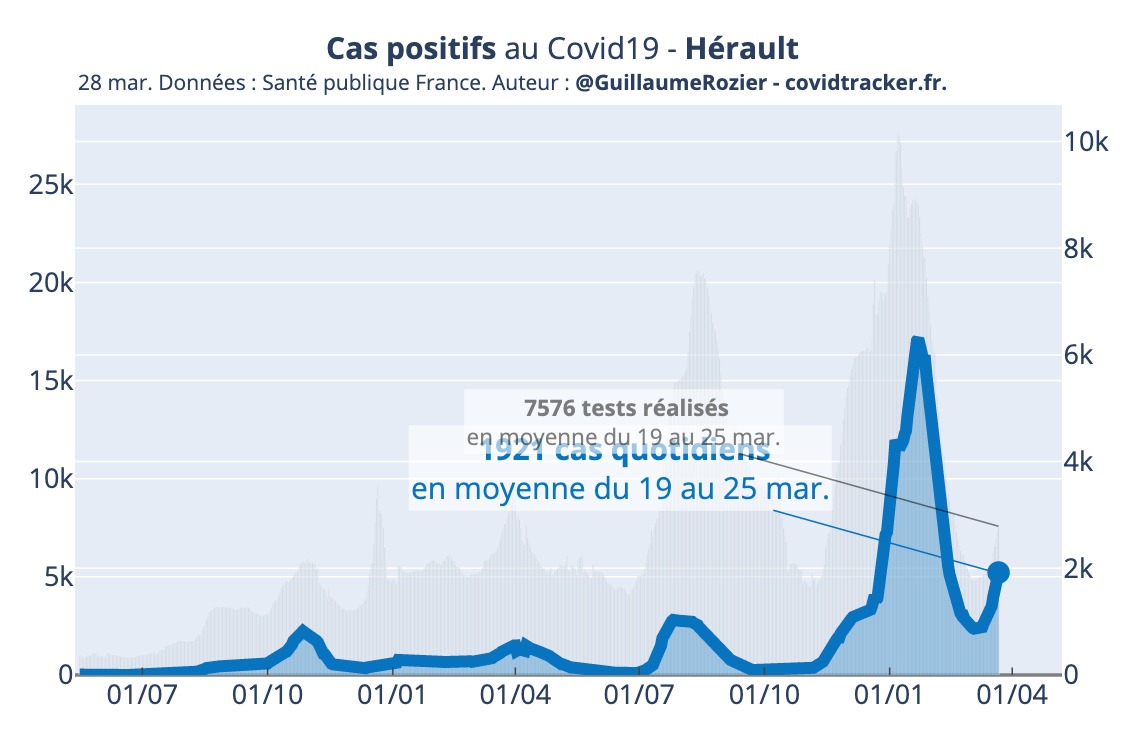 Cas positifs au Covid19 - Hérault
28 mar. Données : Santé publique France. Auteur : @GuillaumeRozier - covidtracker.fr.
10k
25k
8k
20k
6k
15k
7576 tests réalisés
en moyenne du 19 au 25 mar.
1921 cas quotidiens
en moyenne du 19 au 25 mar.
4k
10k
2k
5k
0
0
01/07 01/10 01/01 01/04 01/07 01/10 01/01 01/04